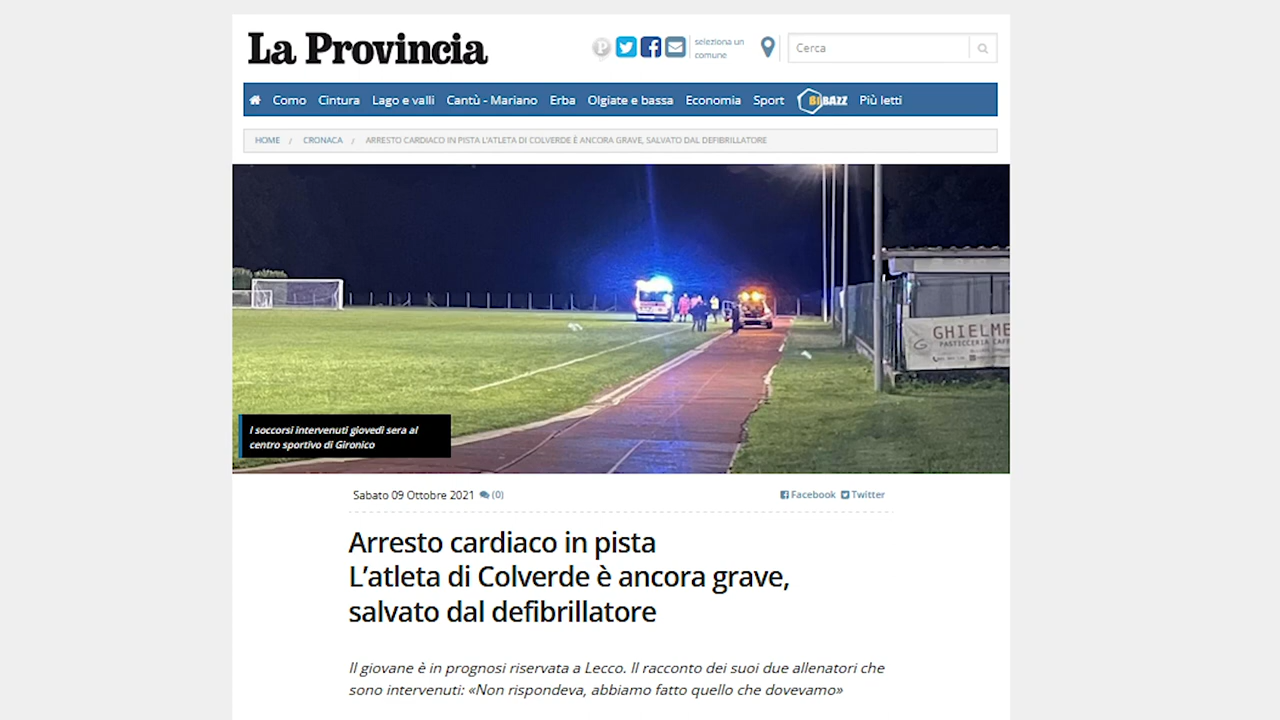 La Provincia
seleziona un
comune
Cerca
Como Cintura Lago e valli Cantù - Mariano Erba Olgiate e bassa Economia Sport BIBAZZ Più letti
HOME / CRONACA / ARRESTO CARDIACO IN PISTA L'ATLETA DI COLVERDE È ANCORA GRAVE, SALVATO DAL DEFIBRILLATORE
GHIELME
PASTICCERIA CAFF
I soccorsi intervenuti giovedì sera al
centro sportivo di Gironico
Sabato 09 Ottobre 2021 (0) Facebook Twitter
Arresto cardiaco in pista
L'atleta di Colverde è ancora grave,
salvato dal defibrillatore
Il giovane è in prognosi riservata a Lecco. Il racconto dei suoi due allenatori che
sono intervenuti: «Non rispondeva, abbiamo fatto quello che dovevamo»